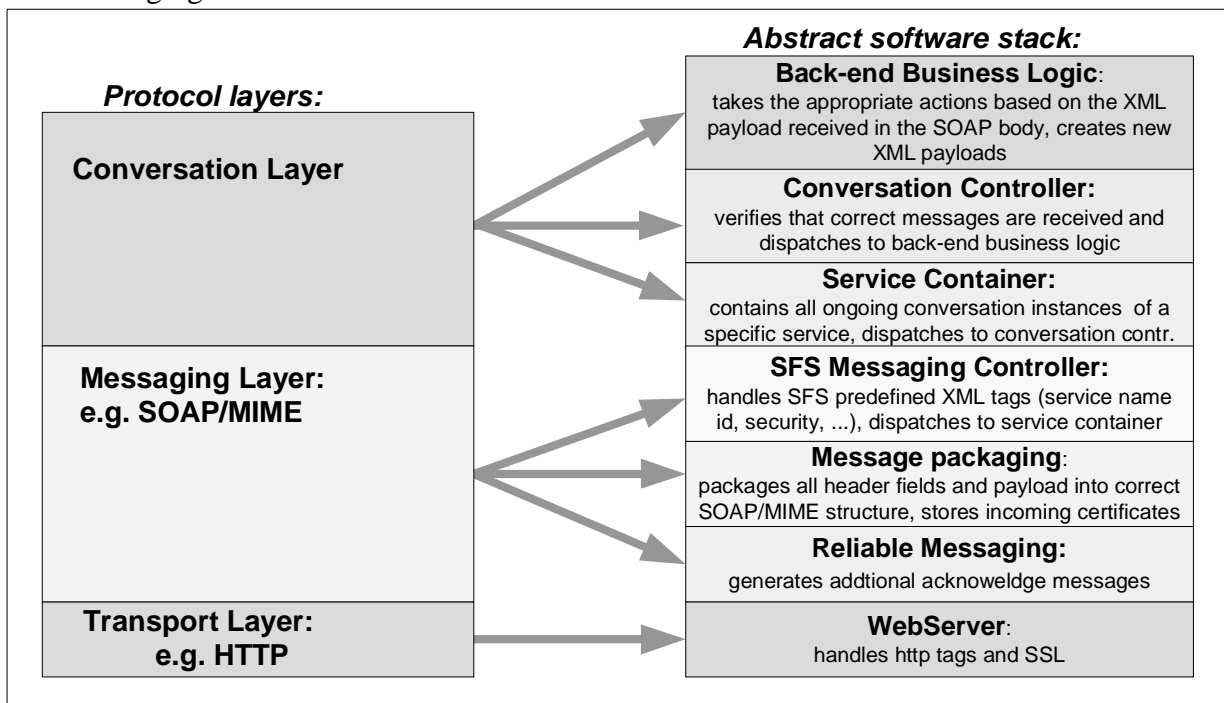 Abstract software stack:
Protocol layers:
Conversation Layer
Messaging Layer:
e.g. SOAP/MIME
Transport Layer:
e.g. HTTP
Back-end Business Logic:
takes the appropriate actions based on the XML
payload received in the SOAP body, creates new
XML payloads
Conversation Controller:
verifies that correct messages are received and
dispatches to back-end business logic
Service Container:
contains all ongoing conversation instances of a
specific service, dispatches to conversation contr.
SFS Messaging Controller:
handles SFS predefined XML tags (service name
id, security, ...), dispatches to service container
Message packaging:
packages all header fields and payload into correct
SOAP/MIME structure, stores incoming certificates
Reliable Messaging:
generates addtional acknoweldge messages
WebServer:
handles http tags and SSL